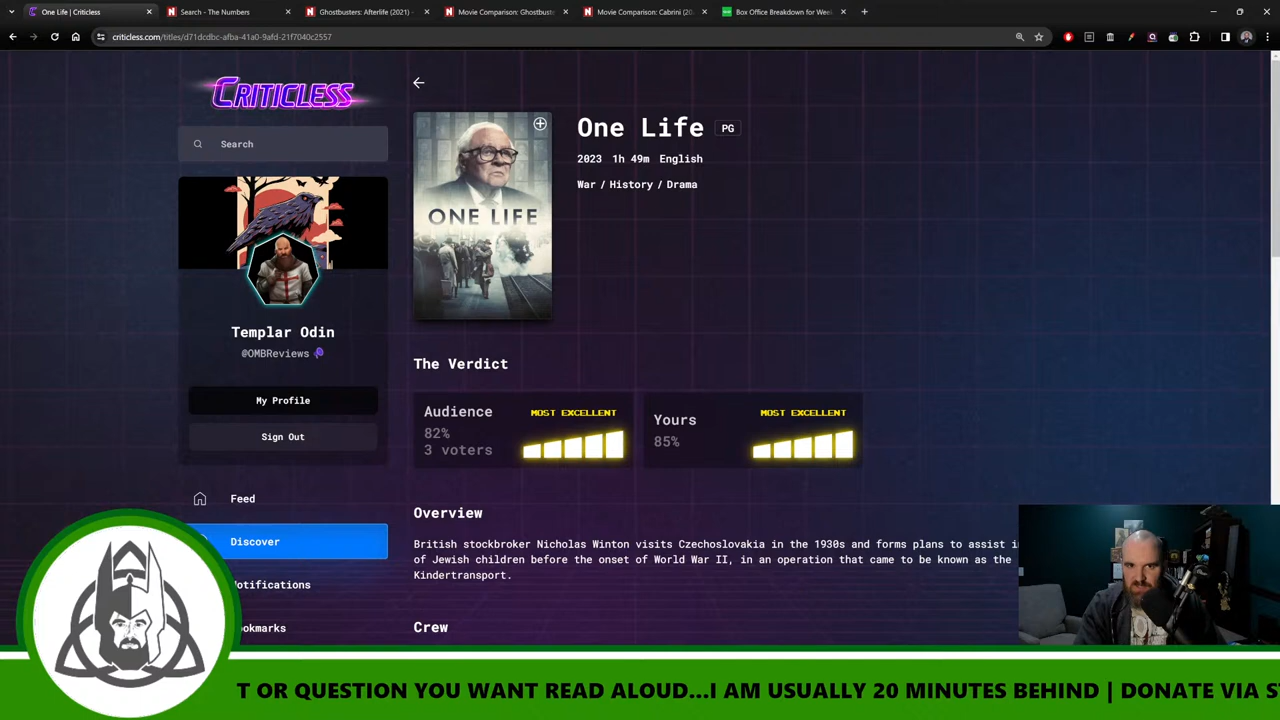 One Life | Criticless
Search - The Numbers
Ghostbusters: Afterlife (2021) -
Movie Comparison: Ghostbuste
Movie Comparison: Cabrini (20
Box Office Breakdown for Wee
criticless.com/titles/d71dcdbc-afba-41a0-9afd-21f7040c2557
CRITICLESS
Search
Templar Odin
@OMBReviews
My Profile
Sign Out
Feed
Discover
otifications
ookmarks
ONE LIFE
One Life PG
2023 1h 49m English
War / History / Drama
The Verdict
Audience
MOST EXCELLENT
82%
3 voters
Yours
MOST EXCELLENT
85%
Overview
British stockbroker Nicholas Winton visits Czechoslovakia in the 1930s and forms plans to assist i
of Jewish children before the onset of World War II, in an operation that came to be known as the
Kindertransport.
Crew
T OR QUESTION YOU WANT READ ALOUD...I AM USUALLY 20 MINUTES BEHIND | DONATE VIA ST